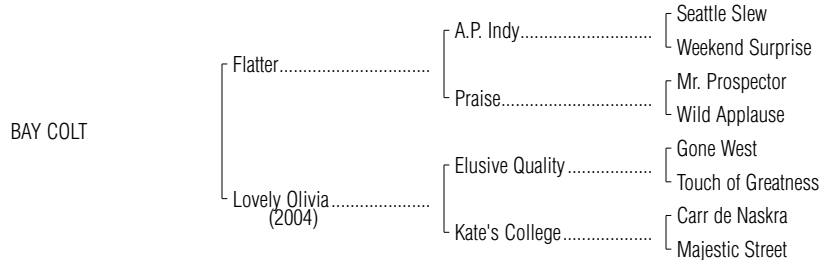 Seattle Slew
A.P. Indy..............................
Weekend Surprise
Flatter................................
Mr. Prospector
Praise..................................
Wild Applause
BAY COLT
Gone West
Elusive Quality ....................
Touch of Greatness
Lovely Olivia.......................
(2004)
Carr de Naskra
Kate's College.....................
Majestic Street